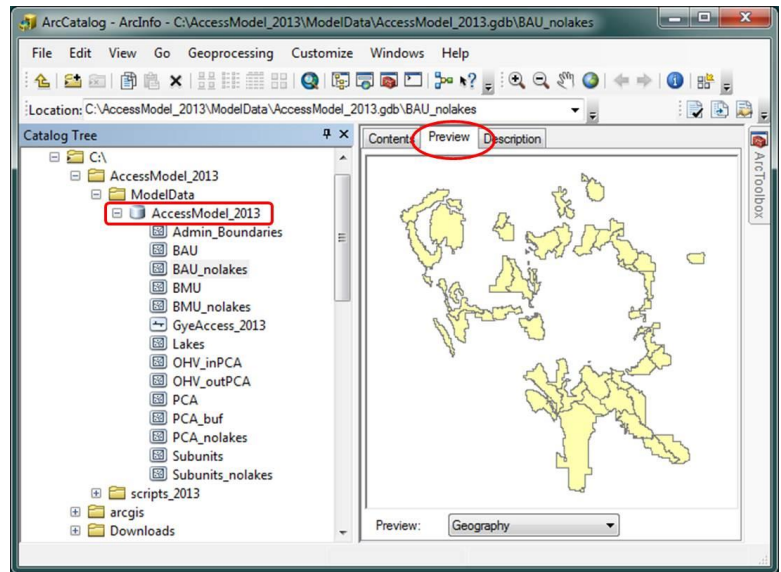 ArcCatalog - ArcInfo - C:\AccessModel_2013\ModelData\AccessModel_2013.gdb\BAU_nolakes
File Edit View Go Geoprocessing Customize Windows Help
Location: C:\AccessModel_2013\ModelData\AccessModel_2013.gdb\BAU_nolakes
Catalog Tree
C:\
AccessModel_2013
ModelData
AccessModel_2013
Admin_Boundaries
BAU
BAU_nolakes
BMU
BMU_nolakes
GyeAccess_2013
Lakes
OHV_inPCA
OHV_outPCA
PCA
PCA_buf
PCA_nolakes
Subunits
Subunits_nolakes
scripts_2013
arcgis
Downloads
Contents Preview Description
Preview: Geography
ArcToolbox